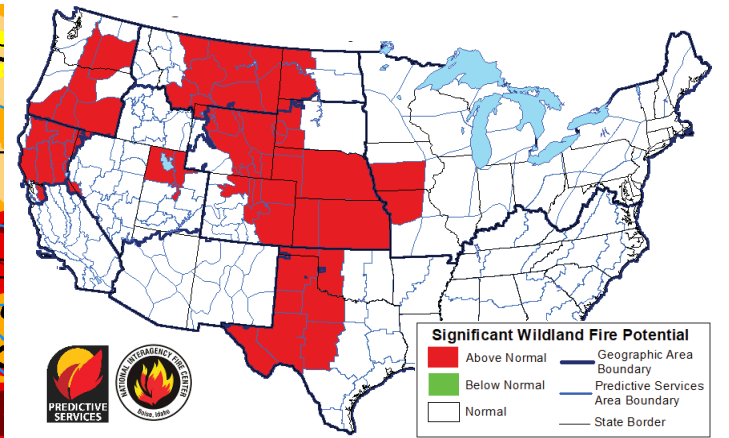 Significant Wildland Fire Potential
Above Normal
Below Normal
Normal
Geographic Area
Boundary
Predictive Services
Area Boundary
State Border
PREDICTIVE
SERVICES
NATIONAL INTERAGENCY FIRE CENTER
Boise, Idaho